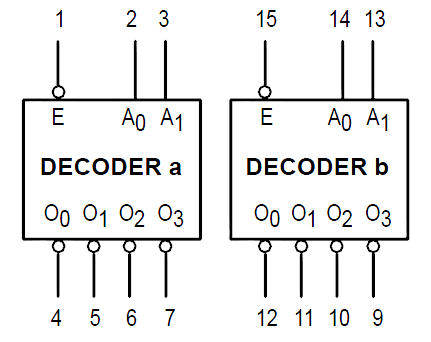 1 2 3 15 14 13
E A0 A1 E A0 A1
DECODER a DECODER b
O0 O1 O2 O3 O0 O1 O2 O3
4 5 6 7 12 11 10 9